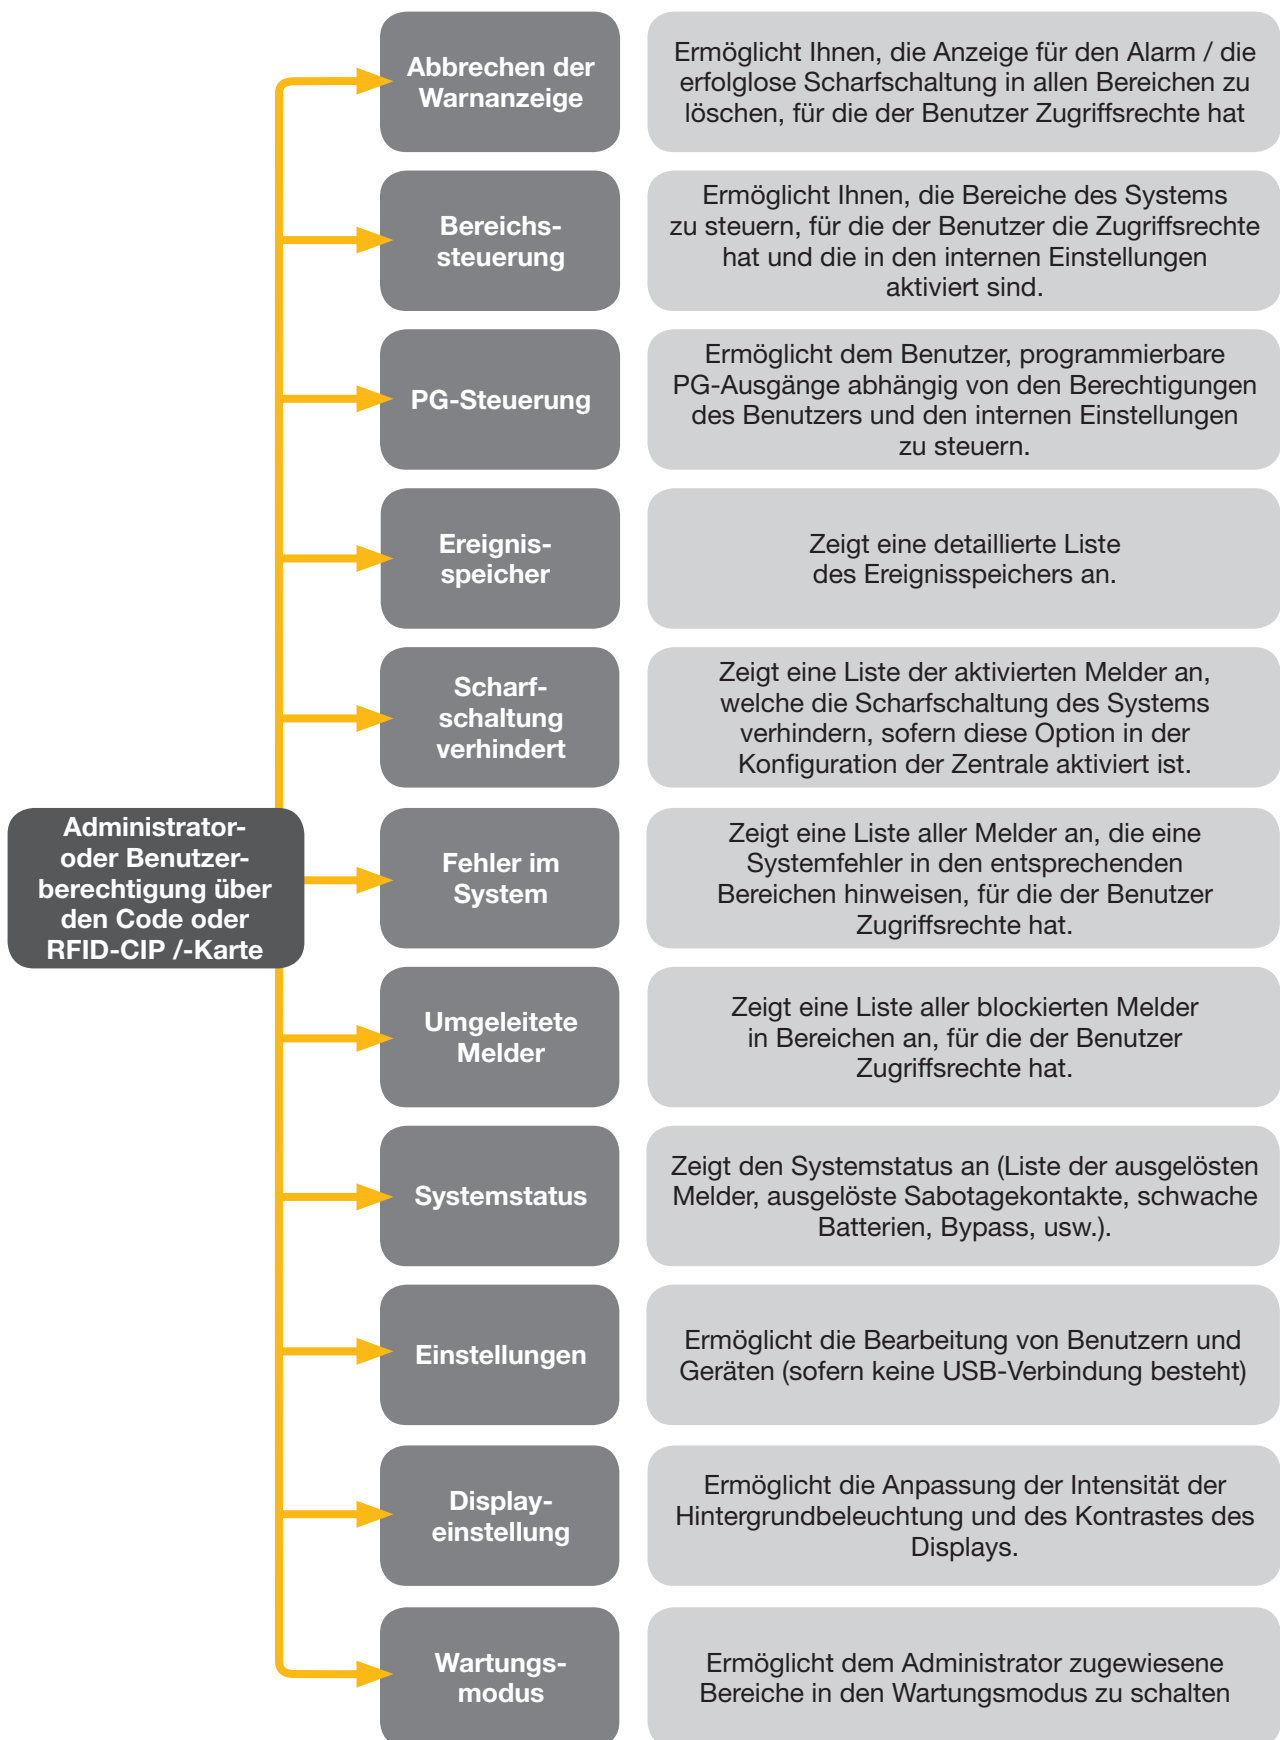 Abbrechen der
Warnanzeige
Ermöglicht Ihnen, die Anzeige für den Alarm / die
erfolglose Scharfschaltung in allen Bereichen zu
löschen, für die der Benutzer Zugriffsrechte hat
Bereichs-
steuerung
Ermöglicht Ihnen, die Bereiche des Systems
zu steuern, für die der Benutzer die Zugriffsrechte
hat und die in den internen Einstellungen
aktiviert sind.
PG-Steuerung
Ermöglicht dem Benutzer, programmierbare
PG-Ausgänge abhängig von den Berechtigungen
des Benutzers und den internen Einstellungen
zu steuern.
Ereignis-
speicher
Zeigt eine detaillierte Liste
des Ereignisspeichers an.
Scharf-
schaltung
verhindert
Zeigt eine Liste der aktivierten Melder an,
welche die Scharfschaltung des Systems
verhindern, sofern diese Option in der
Konfiguration der Zentrale aktiviert ist.
Administrator-
oder Benutzer-
berechtigung über
den Code oder
RFID-CIP /-Karte
Fehler im
System
Zeigt eine Liste aller Melder an, die eine
Systemfehler in den entsprechenden
Bereichen hinweisen, für die der Benutzer
Zugriffsrechte hat.
Umgeleitete
Melder
Zeigt eine Liste aller blockierten Melder
in Bereichen an, für die der Benutzer
Zugriffsrechte hat.
Systemstatus
Zeigt den Systemstatus an (Liste der ausgelösten
Melder, ausgelöste Sabotagekontakte, schwache
Batterien, Bypass, usw.).
Einstellungen
Ermöglicht die Bearbeitung von Benutzern und
Geräten (sofern keine USB-Verbindung besteht)
Display-
einstellung
Ermöglicht die Anpassung der Intensität der
Hintergrundbeleuchtung und des Kontrastes des
Displays.
Wartungs-
modus
Ermöglicht dem Administrator zugewiesene
Bereiche in den Wartungsmodus zu schalten